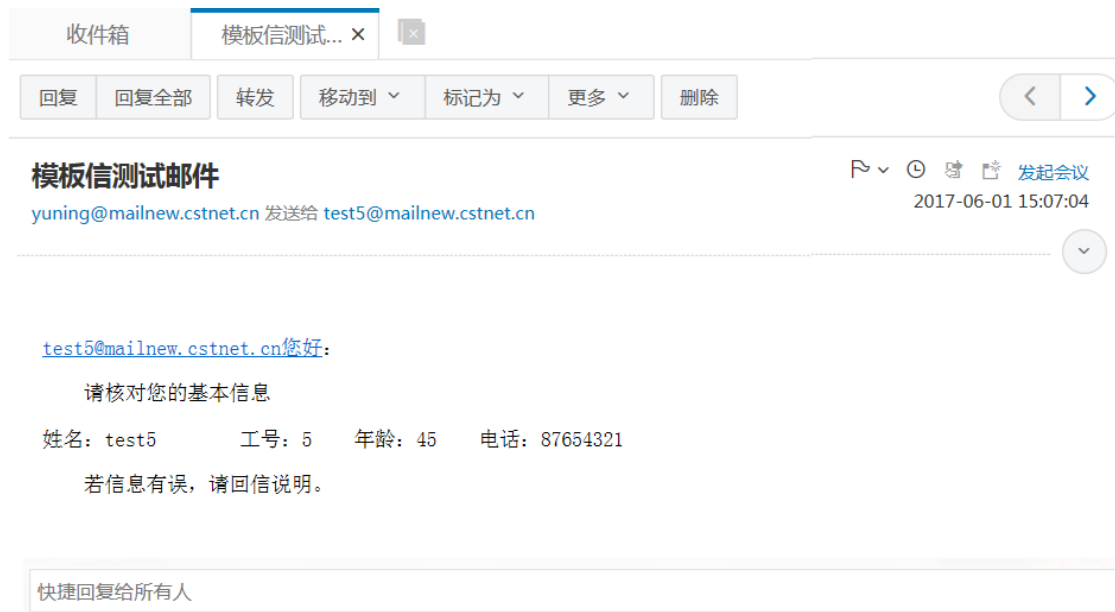 收件箱 模板信测试... ×
回复 回复全部 转发 移动到 标记为 更多 删除
模板信测试邮件
发起会议
yuning@mailnew.cstnet.cn 发送给 test5@mailnew.cstnet.cn
2017-06-01 15:07:04
test5@mailnew.cstnet.cn您好：
请核对您的基本信息
姓名：test5 工号：5 年龄：45 电话：87654321
若信息有误，请回信说明。
快捷回复给所有人